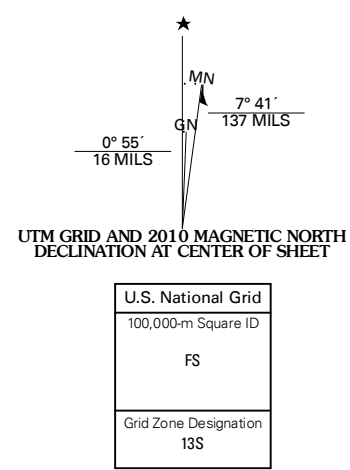 MN
GN
7° 41´
137 MILS
0° 55´
16 MILS
UTM GRID AND 2010 MAGNETIC NORTH
DECLINATION AT CENTER OF SHEET
U.S. National Grid
100,000-m Square ID
FS
Grid Zone Designation
13S